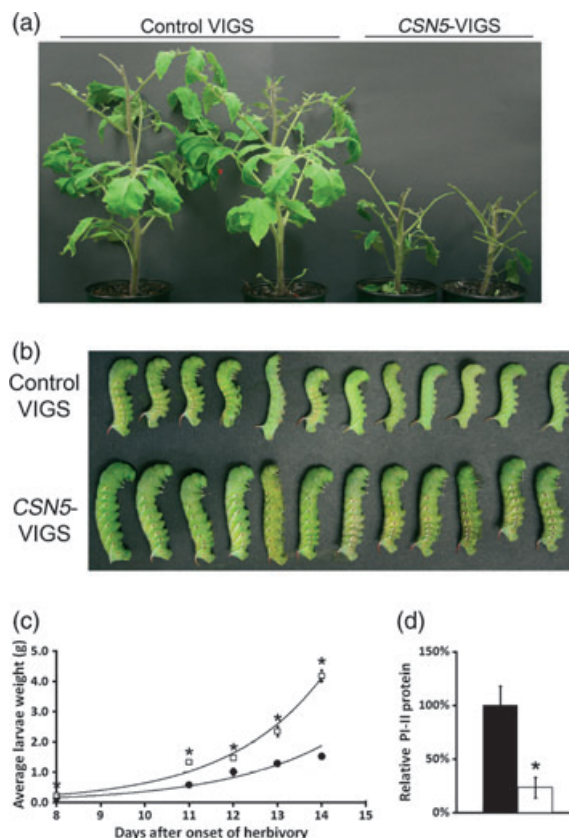 (a)
Control VIGS CSN5-VIGS
(b)
Control
VIGS
CSN5-
VIGS
(c) (d)
Average larvae weight (g)
5.0
4.0
3.0
2.0
1.0
0.0
8 9 10 11 12 13 14 15
Days after onset of herbivory
* * * * *
Relative PI-II protein
150%
100%
50%
0%
*